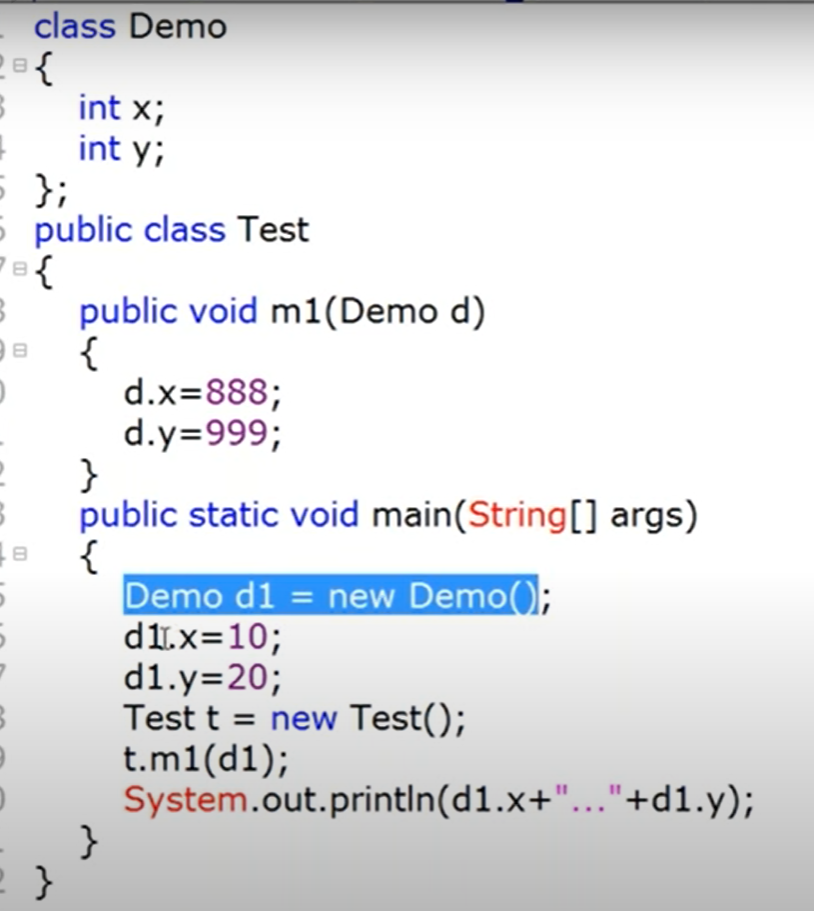 class Demo
{
int x;
int y;
};
public class Test
{
public void m1(Demo d)
{
d.x=888;
d.y=999;
}
public static void main(String[] args)
{
Demo d1 = new Demo();
d1.x=10;
d1.y=20;
Test t = new Test();
t.m1(d1);
System.out.println(d1.x+"..."+d1.y);
}
}